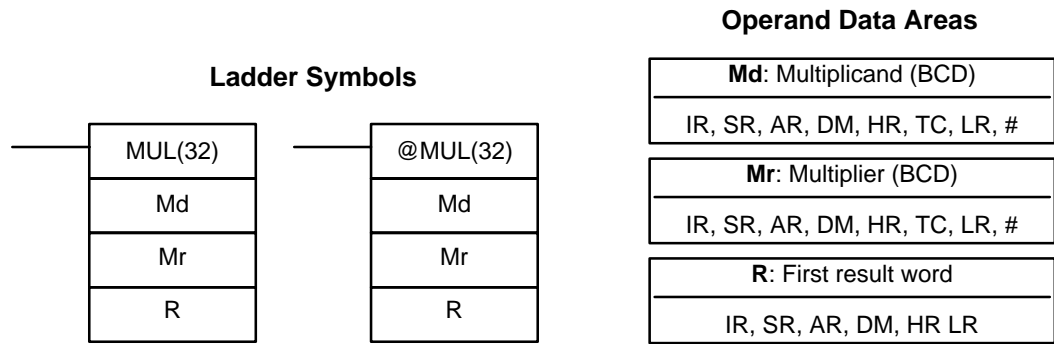 Ladder Symbols
MUL(32)
Md
Mr
R
@MUL(32)
Md
Mr
R
Operand Data Areas
Md: Multiplicand (BCD)
IR, SR, AR, DM, HR, TC, LR, #
Mr: Multiplier (BCD)
IR, SR, AR, DM, HR, TC, LR, #
R: First result word
IR, SR, AR, DM, HR LR